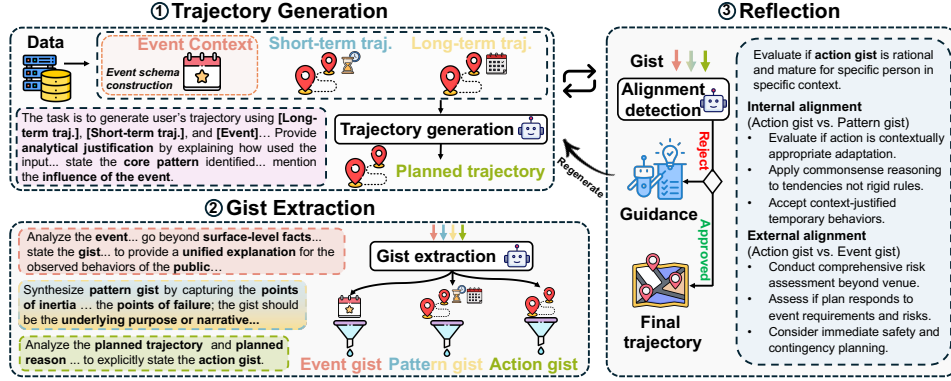 ① Trajectory Generation
Data
Event Context
Event schema
construction
Short-term traj.
Long-term traj.
The task is to generate user's trajectory using [Long-
term traj.], [Short-term traj.], and [Event]... Provide
analytical justification by explaining how used the
input... state the core pattern identified... mention
the influence of the event.
Trajectory generation
Planned trajectory
② Gist Extraction
Analyze the event... go beyond surface-level facts...
state the gist... to provide a unified explanation for the
observed behaviors of the public…
Synthesize pattern gist by capturing the points
of inertia ... the points of failure; the gist should
be the underlying purpose or narrative...
Analyze the planned trajectory and planned
reason ... to explicitly state the action gist.
Gist extraction
Event gist
Pattern gist
Action gist
③ Reflection
Gist
Alignment
detection
Reject
Regenerate
Guidance
Approved
Final
trajectory
Evaluate if action gist is rational
and mature for specific person in
specific context.
Internal alignment
(Action gist vs. Pattern gist)
• Evaluate if action is contextually
appropriate adaptation.
• Apply commonsense reasoning
to tendencies not rigid rules.
• Accept context-justified
temporary behaviors.
External alignment
(Action gist vs. Event gist)
• Conduct comprehensive risk
assessment beyond venue.
• Assess if plan responds to
event requirements and risks.
• Consider immediate safety and
contingency planning.